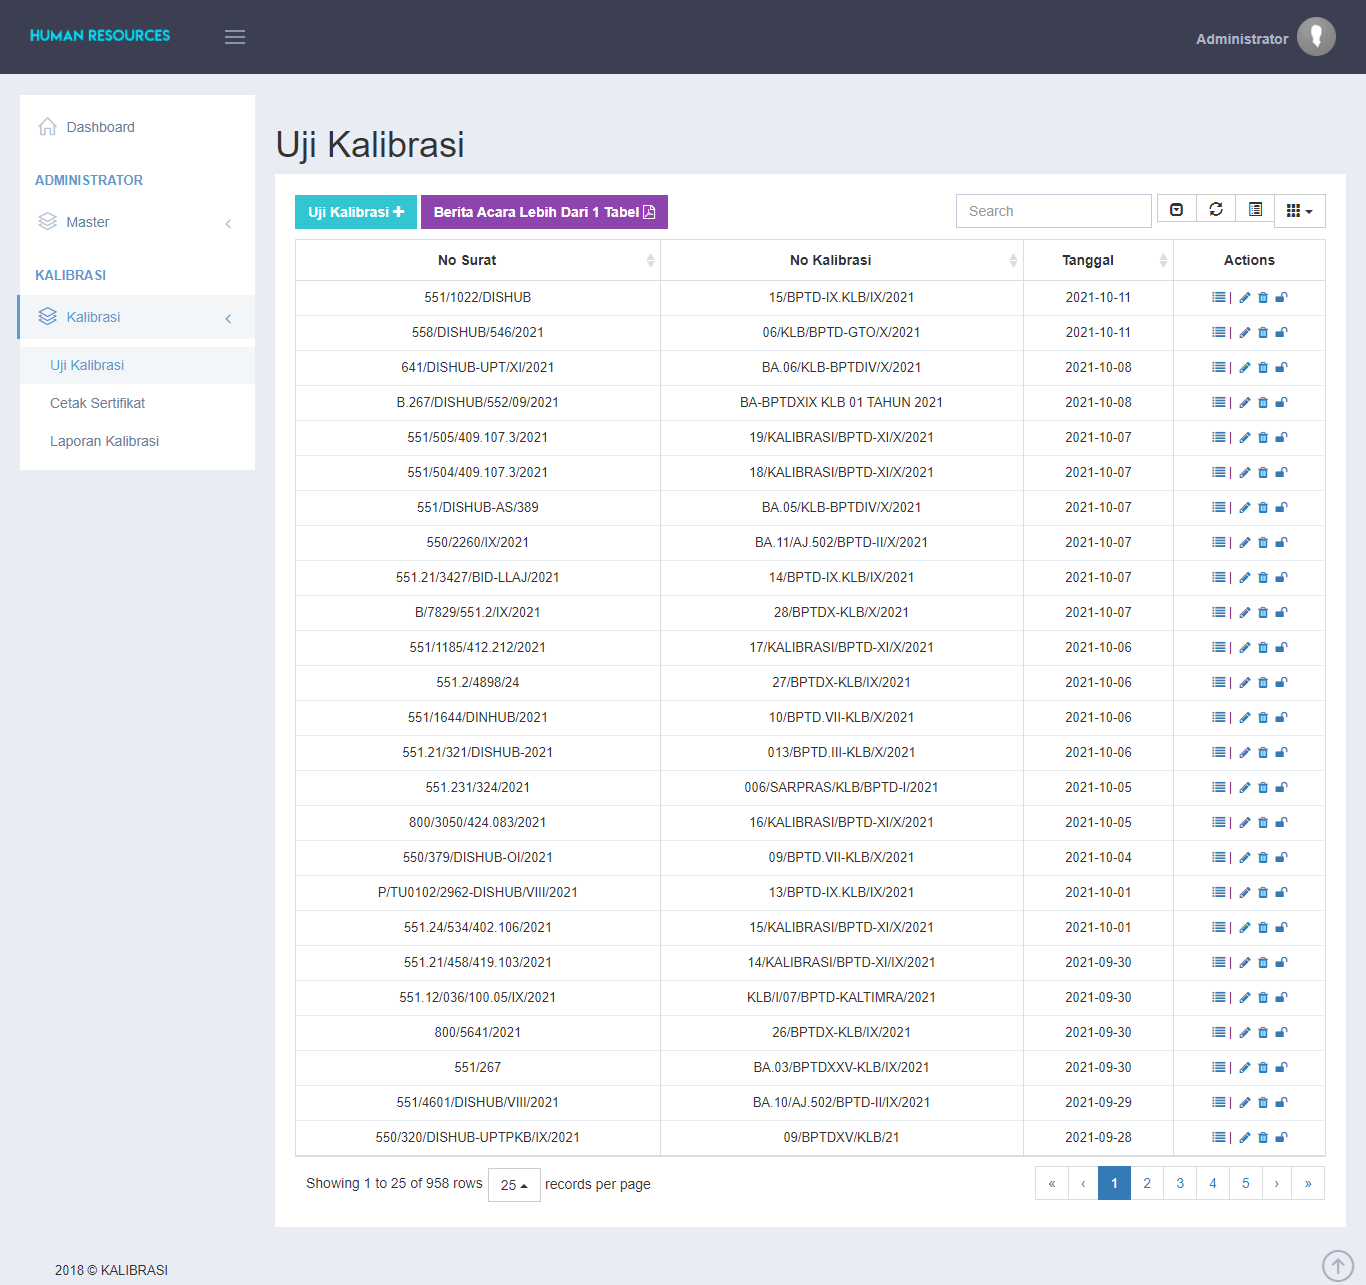 HUMAN RESOURCES
Administrator
Dashboard
ADMINISTRATOR
Master
KALIBRASI
Kalibrasi
Uji Kalibrasi
Cetak Sertifikat
Laporan Kalibrasi
Uji Kalibrasi
Uji Kalibrasi Berita Acara Lebih Dari 1 Tabel Search
No Surat No Kalibrasi Tanggal Actions
551/1022/DISHUB 15/BPTD-IX.KLB/IX/2021 2021-10-11
558/DISHUB/546/2021 06/KLB/BPTD-GTO/X/2021 2021-10-11
641/DISHUB-UPT/XI/2021 BA.06/KLB-BPTDIV/X/2021 2021-10-08
B.267/DISHUB/552/09/2021 BA-BPTDXIX KLB 01 TAHUN 2021 2021-10-08
551/505/409.107.3/2021 19/KALIBRASI/BPTD-XI/X/2021 2021-10-07
551/504/409.107.3/2021 18/KALIBRASI/BPTD-XI/X/2021 2021-10-07
551/DISHUB-AS/389 BA.05/KLB-BPTDIV/X/2021 2021-10-07
550/2260/IX/2021 BA.11/AJ.502/BPTD-II/X/2021 2021-10-07
551.21/3427/BID-LLAJ/2021 14/BPTD-IX.KLB/IX/2021 2021-10-07
B/7829/551.2/IX/2021 28/BPTDX-KLB/X/2021 2021-10-07
551/1185/412.212/2021 17/KALIBRASI/BPTD-XI/X/2021 2021-10-06
551.2/4898/24 27/BPTDX-KLB/IX/2021 2021-10-06
551/1644/DINHUB/2021 10/BPTD.VII-KLB/X/2021 2021-10-06
551.21/321/DISHUB-2021 013/BPTD.III-KLB/X/2021 2021-10-06
551.231/324/2021 006/SARPRAS/KLB/BPTD-I/2021 2021-10-05
800/3050/424.083/2021 16/KALIBRASI/BPTD-XI/X/2021 2021-10-05
550/379/DISHUB-OI/2021 09/BPTD.VII-KLB/X/2021 2021-10-04
P/TU0102/2962-DISHUB/VIII/2021 13/BPTD-IX.KLB/IX/2021 2021-10-01
551.24/534/402.106/2021 15/KALIBRASI/BPTD-XI/X/2021 2021-10-01
551.21/458/419.103/2021 14/KALIBRASI/BPTD-XI/IX/2021 2021-09-30
551.12/036/100.05/IX/2021 KLB/I/07/BPTD-KALTIMRA/2021 2021-09-30
800/5641/2021 26/BPTDX-KLB/IX/2021 2021-09-30
551/267 BA.03/BPTDXXV-KLB/IX/2021 2021-09-30
551/4601/DISHUB/VIII/2021 BA.10/AJ.502/BPTD-II/IX/2021 2021-09-29
550/320/DISHUB-UPTPKB/IX/2021 09/BPTDXV/KLB/21 2021-09-28
Showing 1 to 25 of 958 rows 25 records per page « ‹ 1 2 3 4 5 › »
2018 © KALIBRASI